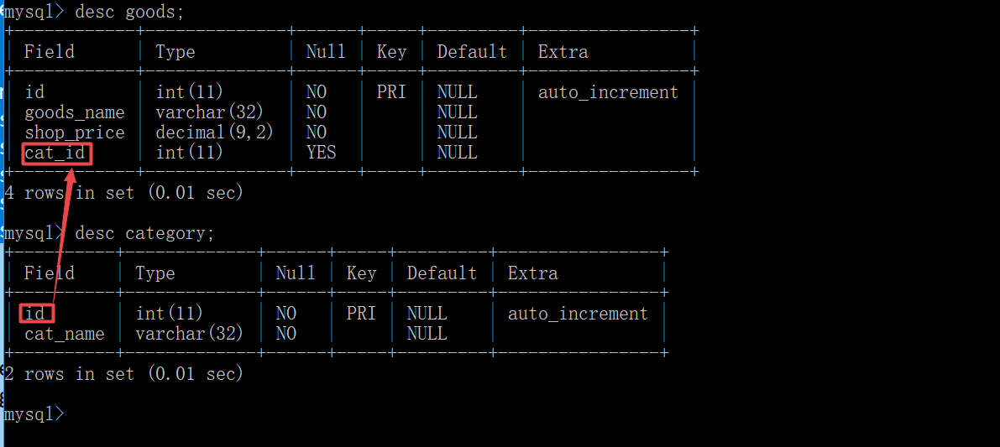 mysql> desc goods;
+------------+--------------+------+-----+---------+----------------+
| Field | Type | Null | Key | Default | Extra |
+------------+--------------+------+-----+---------+----------------+
| id | int(11) | NO | PRI | NULL | auto_increment |
| goods_name | varchar(32) | NO | | NULL | |
| shop_price | decimal(9,2) | NO | | NULL | |
| cat_id | int(11) | YES | | NULL | |
+------------+--------------+------+-----+---------+----------------+
4 rows in set (0.01 sec)
mysql> desc category;
+----------+-------------+------+-----+---------+----------------+
| Field | Type | Null | Key | Default | Extra |
+----------+-------------+------+-----+---------+----------------+
| id | int(11) | NO | PRI | NULL | auto_increment |
| cat_name | varchar(32) | NO | | NULL | |
+----------+-------------+------+-----+---------+----------------+
2 rows in set (0.01 sec)
mysql>